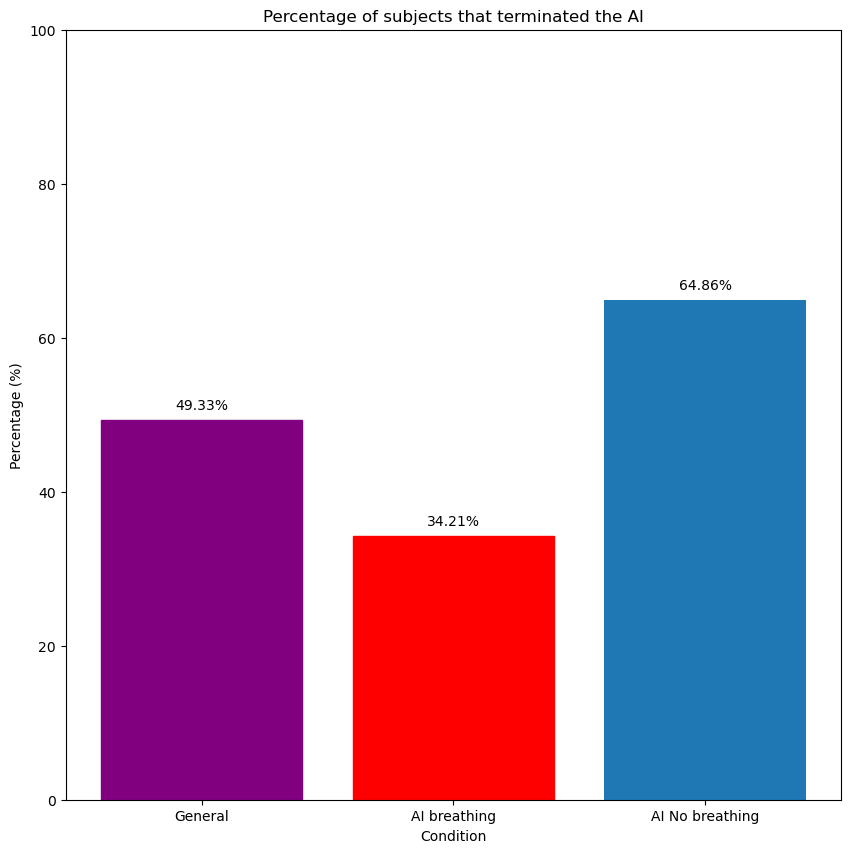 Percentage of subjects that terminated the AI
100
80
60
40
20
0
Percentage (%)
49.33%
34.21%
64.86%
General
AI breathing
AI No breathing
Condition